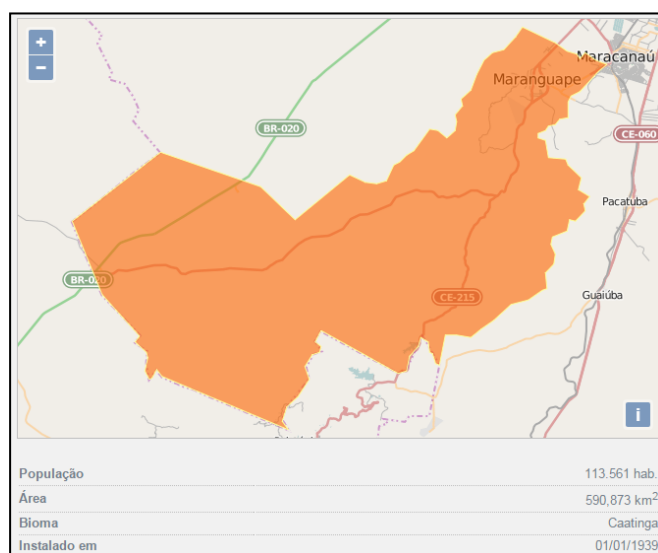 +
−
Maracanaú
Maranguape
BR-020
CE-060
Pacatuba
BR-020
CE-215
Guaiúba
i
População 113.561 hab.
Área 590,873 km²
Bioma Caatinga
Instalado em 01/01/1939